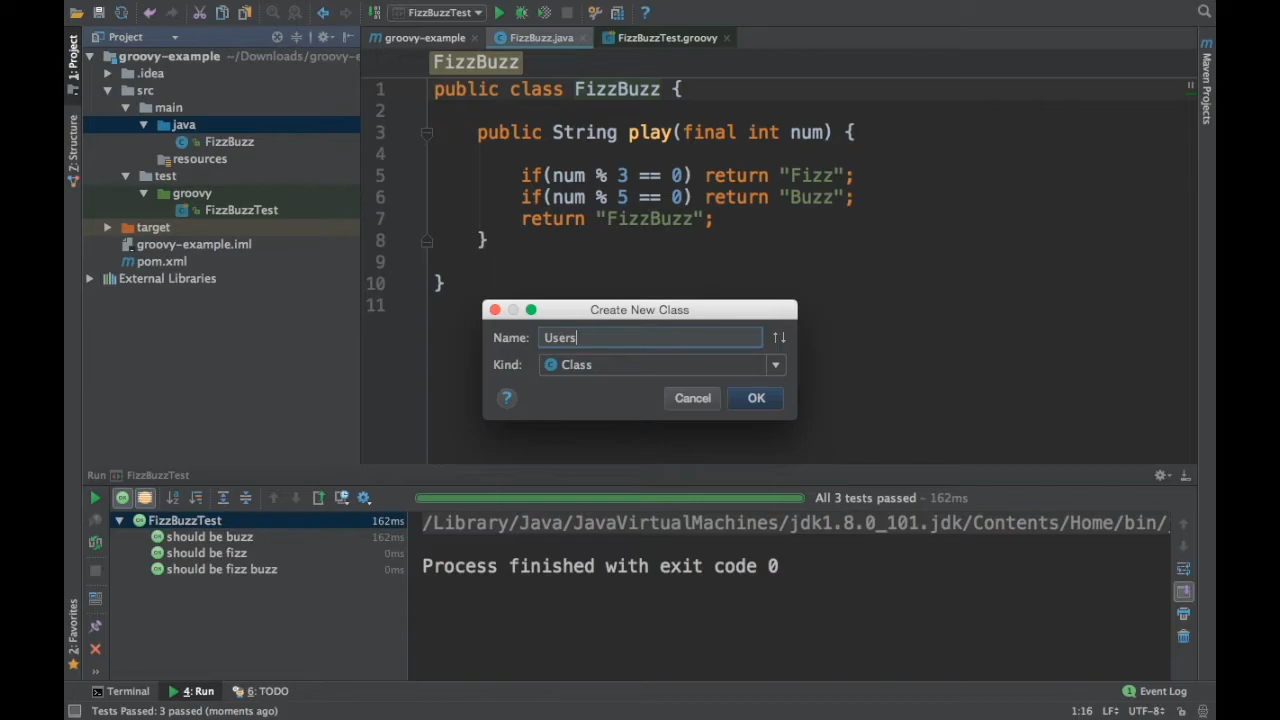 FizzBuzzTest
Project
groovy-example
FizzBuzz.java
FizzBuzzTest.groovy
1: Project
Z: Structure
2: Favorites
Maven Projects
groovy-example ~/Downloads/groovy-e
.idea
src
main
java
FizzBuzz
resources
test
groovy
FizzBuzzTest
target
groovy-example.iml
pom.xml
External Libraries
FizzBuzz
1 public class FizzBuzz {
2
3 public String play(final int num) {
4
5 if(num % 3 == 0) return "Fizz";
6 if(num % 5 == 0) return "Buzz";
7 return "FizzBuzz";
8 }
9
10 }
11
Create New Class
Name: Users
Kind: Class
? Cancel OK
Run FizzBuzzTest
All 3 tests passed – 162ms
FizzBuzzTest 162ms
should be buzz 162ms
should be fizz 0ms
should be fizz buzz 0ms
/Library/Java/JavaVirtualMachines/jdk1.8.0_101.jdk/Contents/Home/bin/
Process finished with exit code 0
Terminal
4: Run
6: TODO
1 Event Log
Tests Passed: 3 passed (moments ago)
1:16 LF÷ UTF-8÷